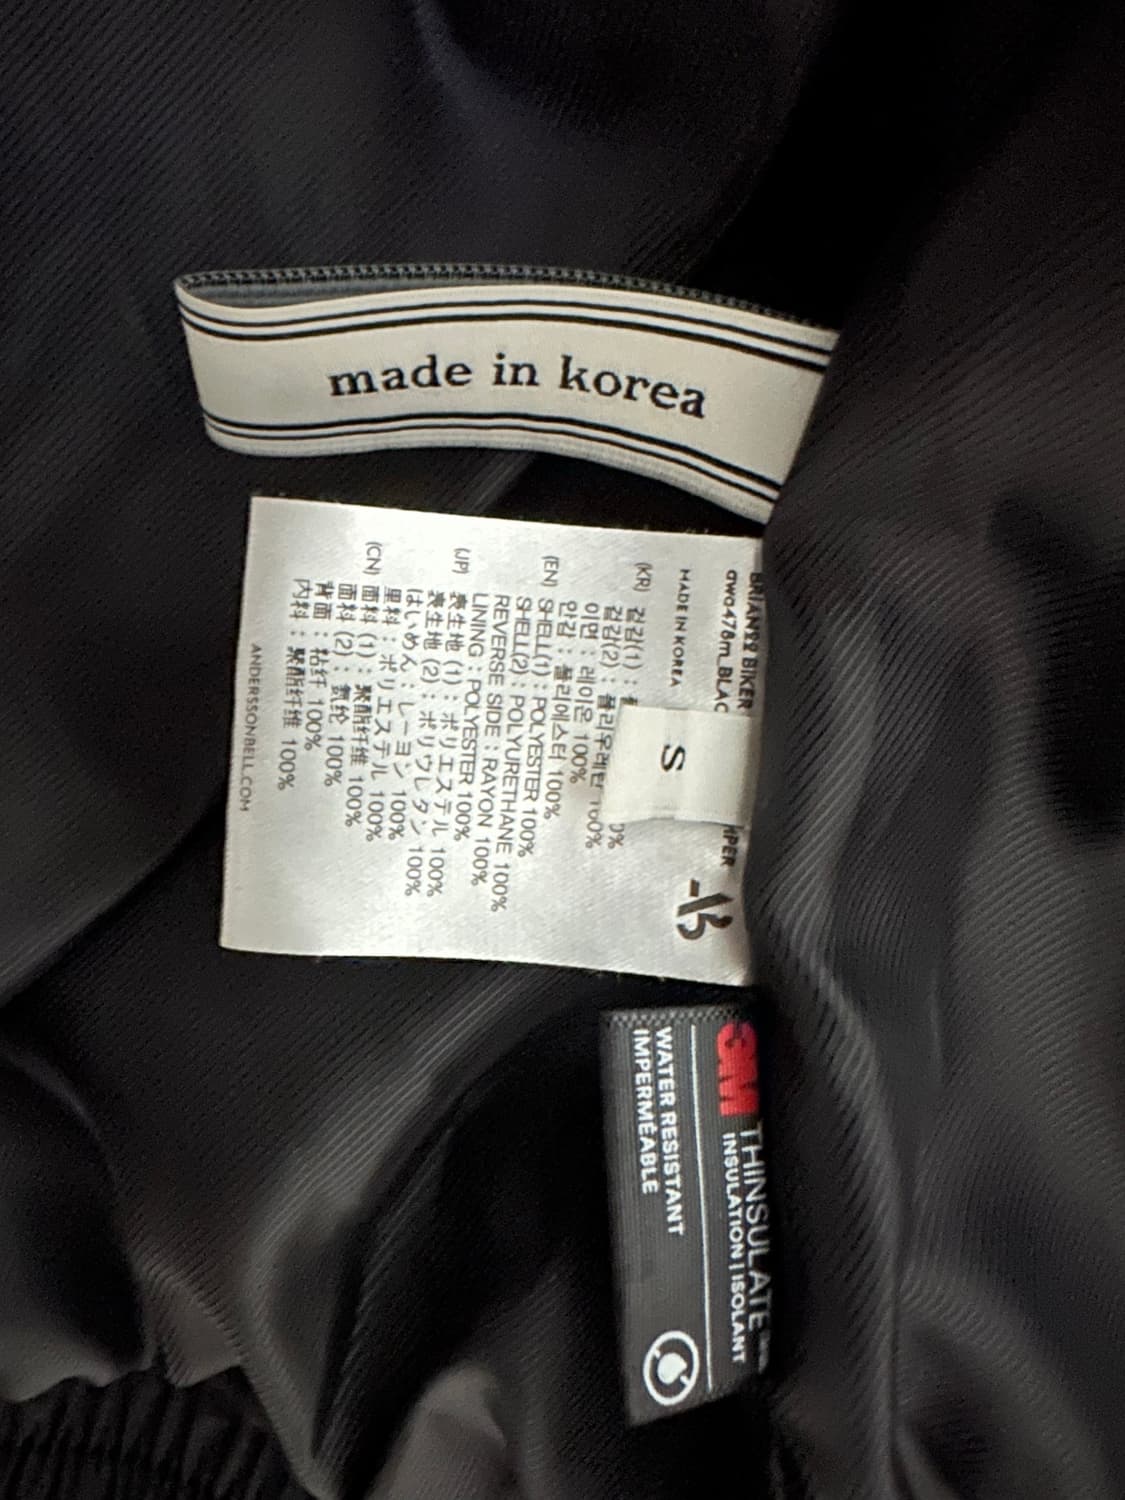 made in korea
BIKER
awa478m_BLAC
MPER
MADE IN KOREA
S
(KR) 겉감(1) :
0%
겉감(2) : 폴리우레탄 100%
이면 : 레이온 100%
안감 : 폴리에스터 100%
(EN) SHELL(1) : POLYESTER 100%
SHELL(2) : POLYURETHANE 100%
REVERSE SIDE : RAYON 100%
LINING : POLYESTER 100%
(JP) 表生地 (1) : ポリエステル 100%
表生地 (2) : ポリウレタン 100%
はいめん : レーヨン 100%
里料 : ポリエステル 100%
(CN) 面料 (1) : 聚酯纤维 100%
面料 (2) : 氨纶 100%
背面 : 粘纤 100%
内料 : 聚酯纤维 100%
ANDERSSONBELL.COM
3M THINSULATE
INSULATION | ISOLANT
WATER RESISTANT
IMPERMÉABLE